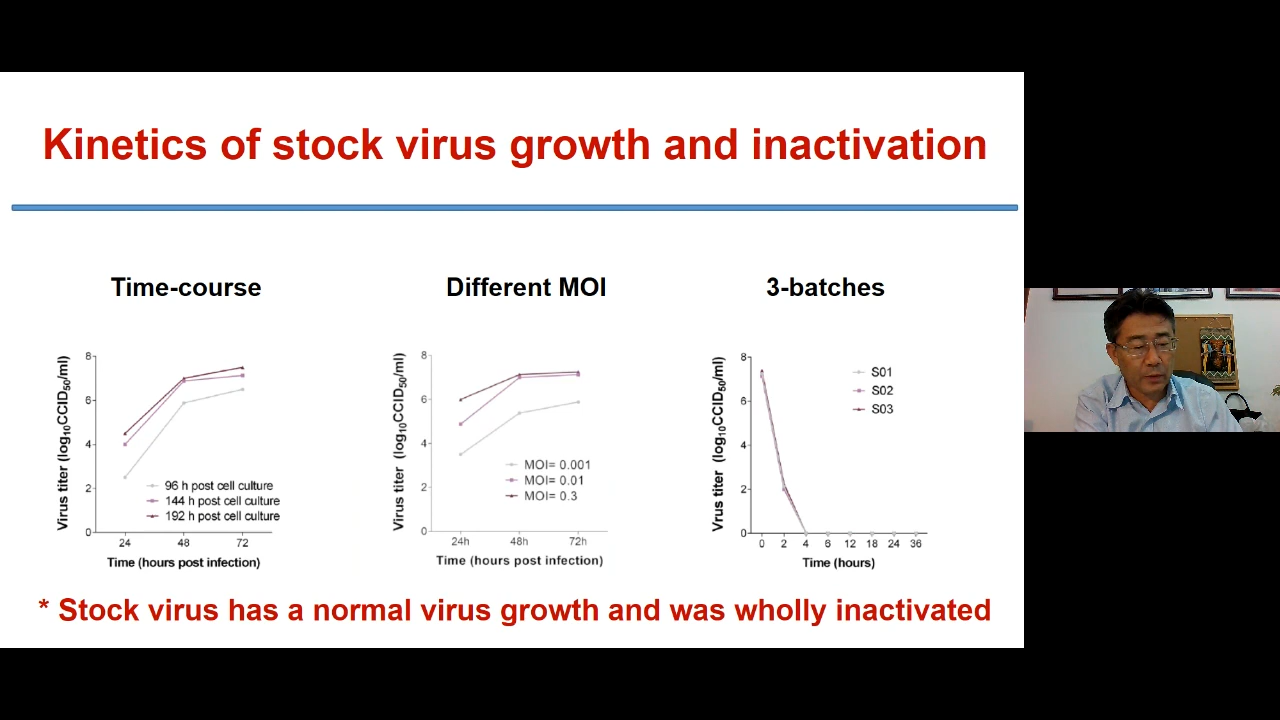 Kinetics of stock virus growth and inactivation
Time-course
Different MOI
3-batches
Virus titer (log10CCID50/ml)
8
6
4
2
0
96 h post cell culture
144 h post cell culture
192 h post cell culture
24 48 72
Time (hours post infection)
Virus titer (log10CCID50/ml)
8
6
4
2
0
MOI= 0.001
MOI= 0.01
MOI= 0.3
24h 48h 72h
Time (hours post infection)
Vrus titer (log10CCID50/ml)
8
6
4
2
0
S01
S02
S03
0 2 4 6 12 18 24 36
Time (hours)
* Stock virus has a normal virus growth and was wholly inactivated